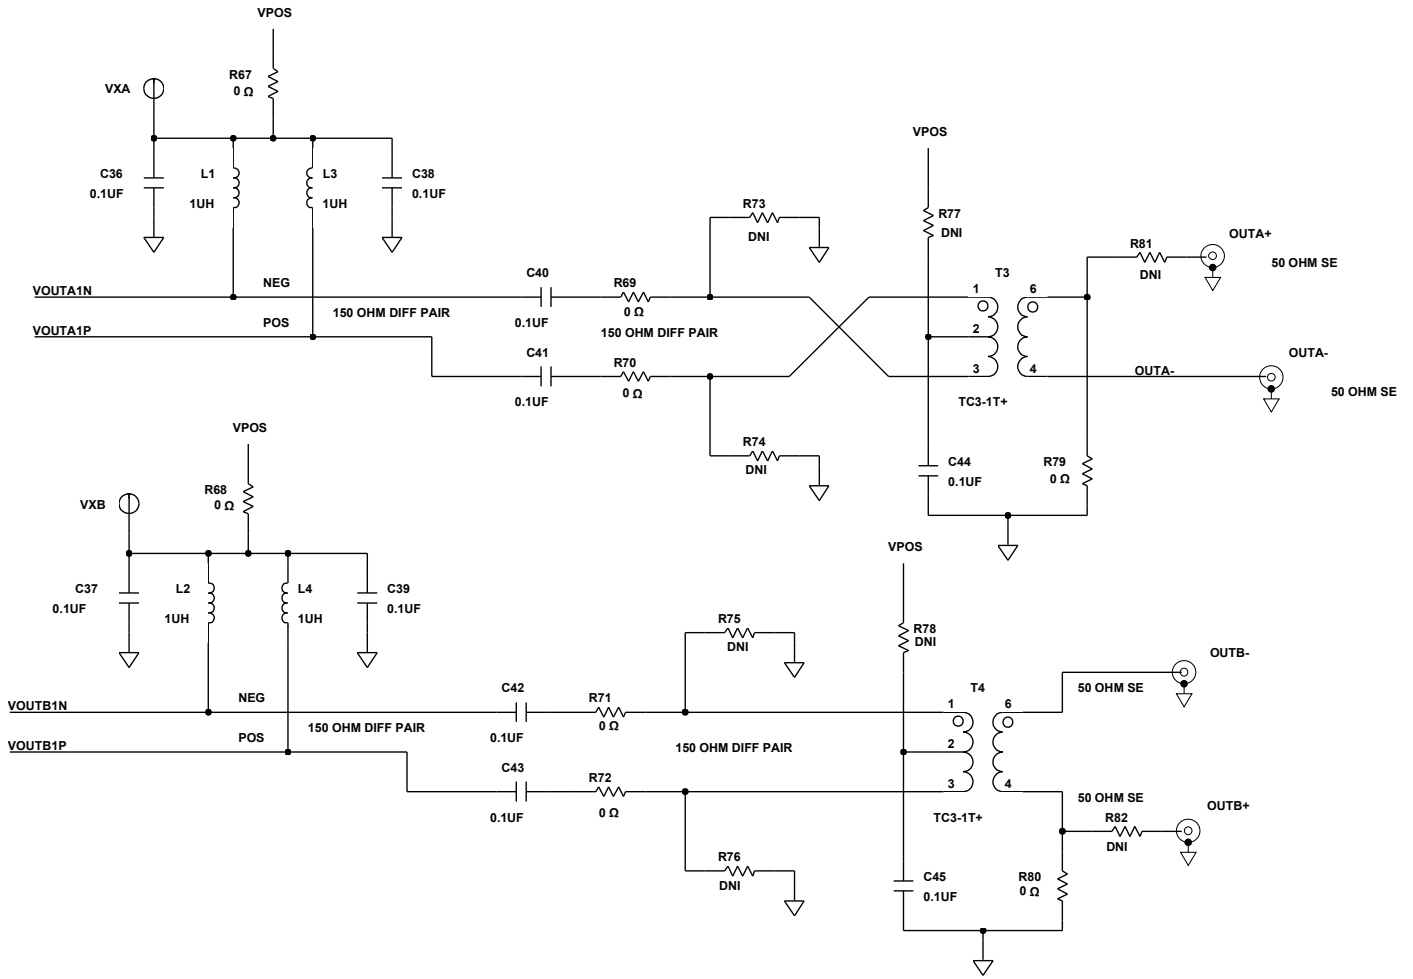 VPOS
VXA
R67
0 Ω
C36
0.1UF
L1
1UH
L3
1UH
C38
0.1UF
VOUTA1N
NEG
VOUTA1P
POS
150 OHM DIFF PAIR
C40
0.1UF
R69
0 Ω
150 OHM DIFF PAIR
C41
0.1UF
R70
0 Ω
R73
DNI
R74
DNI
VPOS
R77
DNI
T3
1
2
3
6
4
TC3-1T+
C44
0.1UF
R79
0 Ω
R81
DNI
OUTA+
50 OHM SE
OUTA-
OUTA-
50 OHM SE
VPOS
VXB
R68
0 Ω
C37
0.1UF
L2
1UH
L4
1UH
C39
0.1UF
VOUTB1N
NEG
VOUTB1P
POS
150 OHM DIFF PAIR
C42
0.1UF
R71
0 Ω
150 OHM DIFF PAIR
C43
0.1UF
R72
0 Ω
R75
DNI
R76
DNI
VPOS
R78
DNI
T4
1
2
3
6
4
TC3-1T+
C45
0.1UF
R80
0 Ω
OUTB-
50 OHM SE
50 OHM SE
R82
DNI
OUTB+